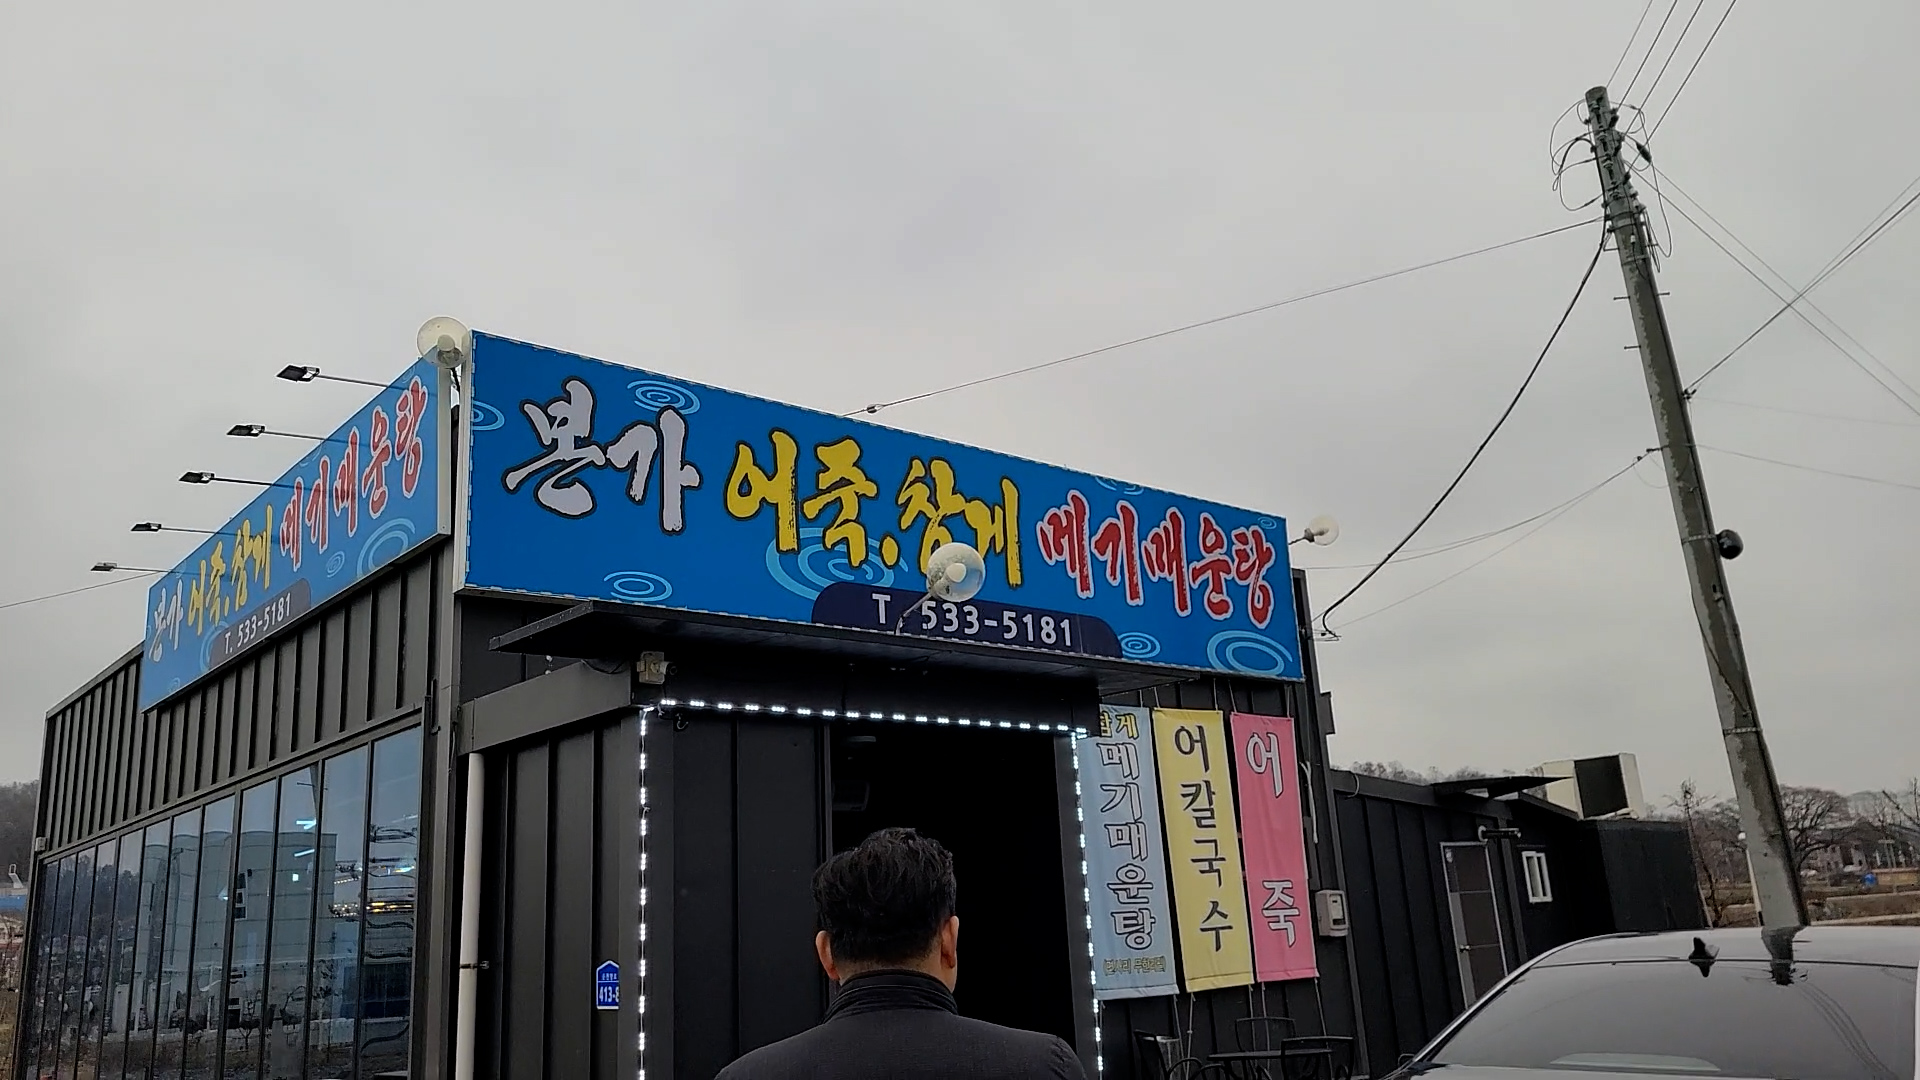 본가 어죽.참게 메기매운탕
T. 533-5181
본가 어죽.참게 메기매운탕
T. 533-5181
참게
메기매운탕
어칼국수
어죽
413-8